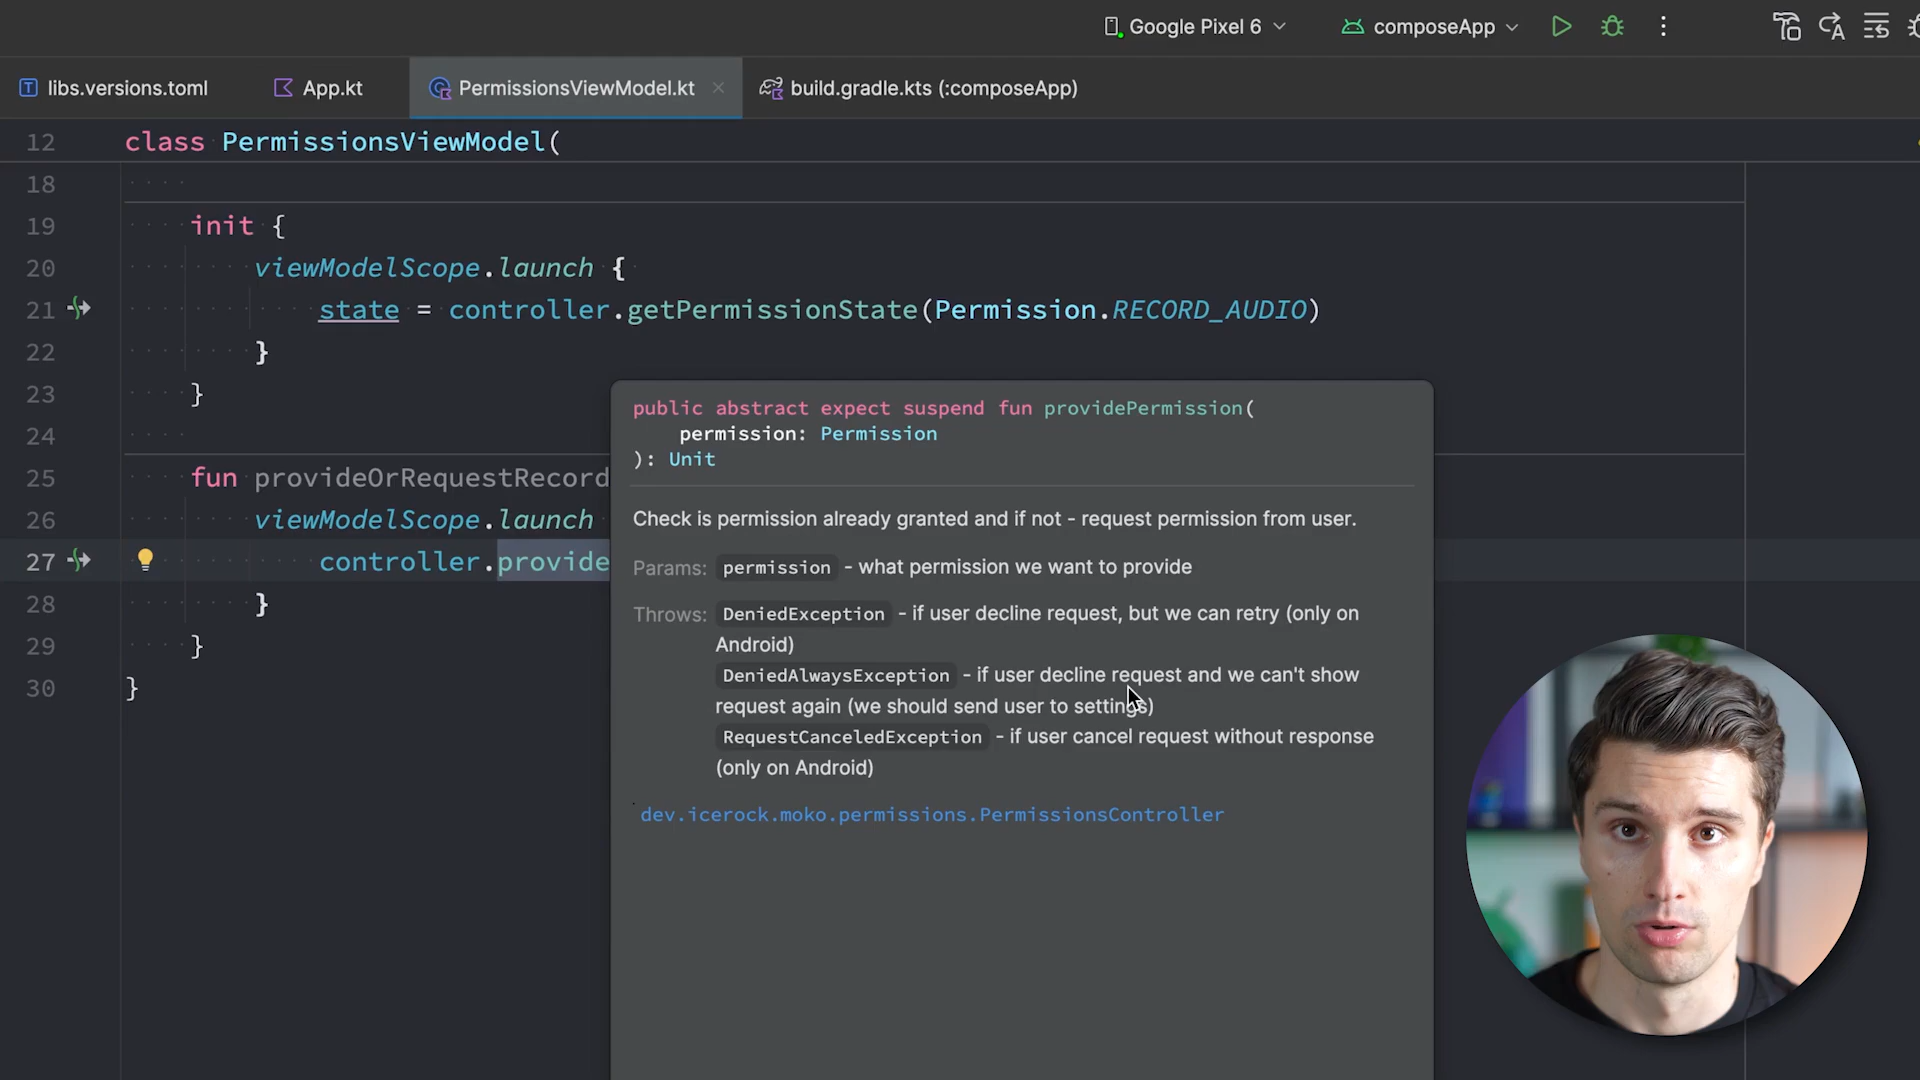 Google Pixel 6
composeApp
libs.versions.toml
App.kt
PermissionsViewModel.kt
build.gradle.kts (:composeApp)
12 class PermissionsViewModel(
18
19 init {
20 viewModelScope.launch {
21 state = controller.getPermissionState(Permission.RECORD_AUDIO)
22 }
23 }
24
25 fun provideOrRequestRecord
26 viewModelScope.launch
27 controller.provide
28 }
29 }
30 }
public abstract expect suspend fun providePermission(
permission: Permission
): Unit
Check is permission already granted and if not - request permission from user.
Params: permission - what permission we want to provide
Throws: DeniedException - if user decline request, but we can retry (only on
Android)
DeniedAlwaysException - if user decline request and we can't show
request again (we should send user to settings)
RequestCanceledException - if user cancel request without response
(only on Android)
dev.icerock.moko.permissions.PermissionsController